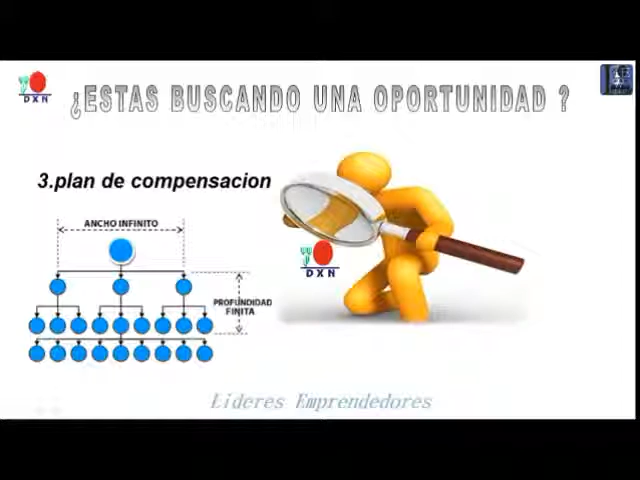 DXN
¿ESTAS BUSCANDO UNA OPORTUNIDAD ?
3.plan de compensacion
ANCHO INFINITO
PROFUNDIDAD
FINITA
DXN
Lideres Emprendedores